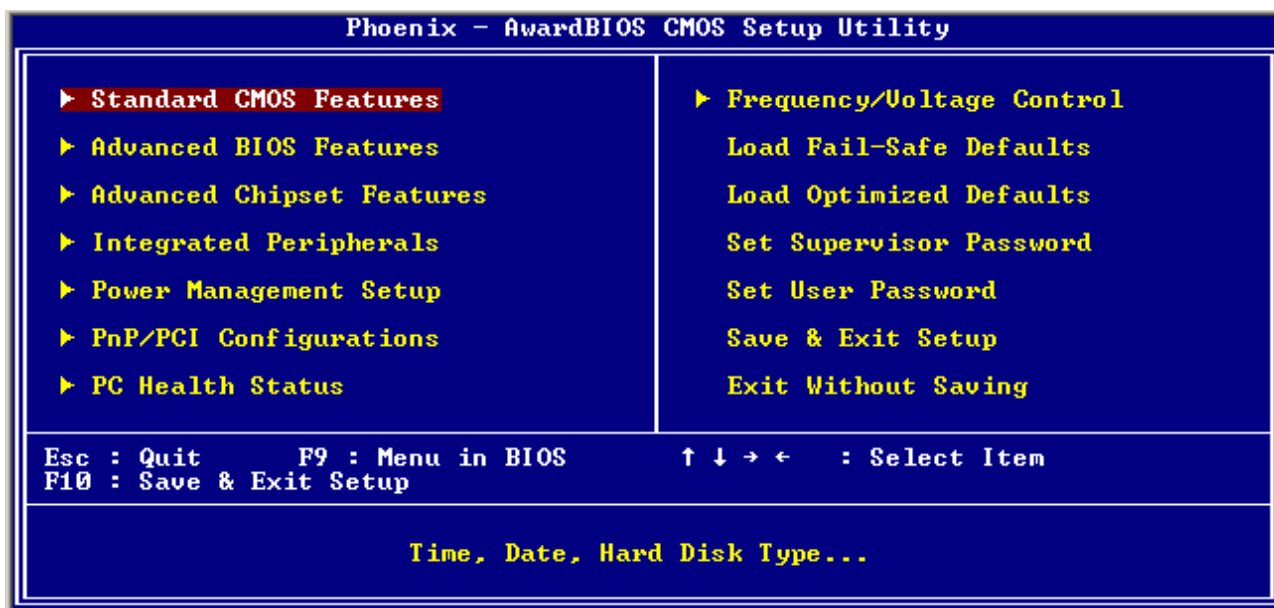 Phoenix - AwardBIOS CMOS Setup Utility
▶ Standard CMOS Features
▶ Advanced BIOS Features
▶ Advanced Chipset Features
▶ Integrated Peripherals
▶ Power Management Setup
▶ PnP/PCI Configurations
▶ PC Health Status
▶ Frequency/Voltage Control
Load Fail-Safe Defaults
Load Optimized Defaults
Set Supervisor Password
Set User Password
Save & Exit Setup
Exit Without Saving
Esc : Quit F9 : Menu in BIOS ↑ ↓ → ← : Select Item
F10 : Save & Exit Setup
Time, Date, Hard Disk Type...